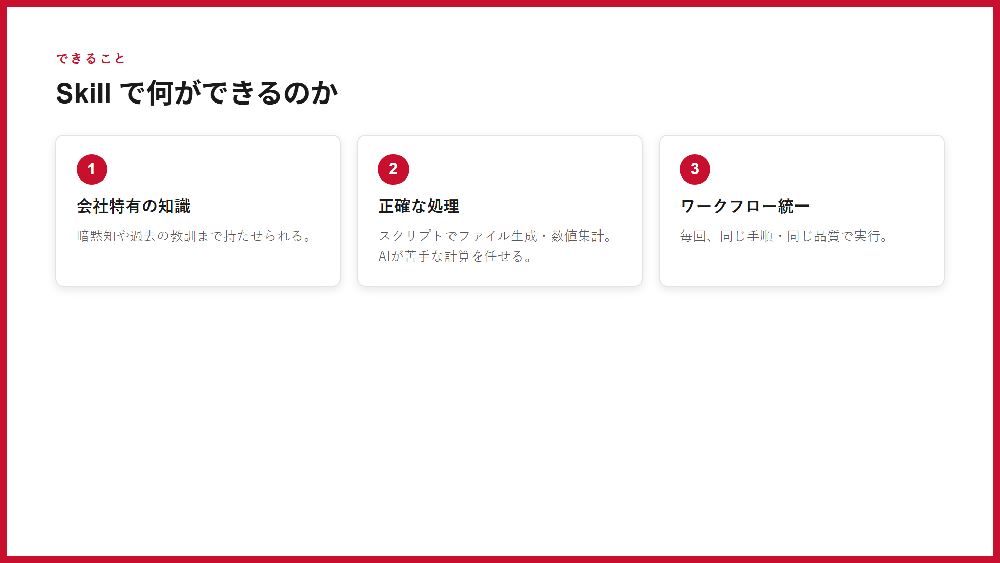 できること
Skill で何ができるのか
1
会社特有の知識
暗黙知や過去の教訓まで持たせられる。
2
正確な処理
スクリプトでファイル生成・数値集計。
AIが苦手な計算を任せる。
3
ワークフロー統一
毎回、同じ手順・同じ品質で実行。